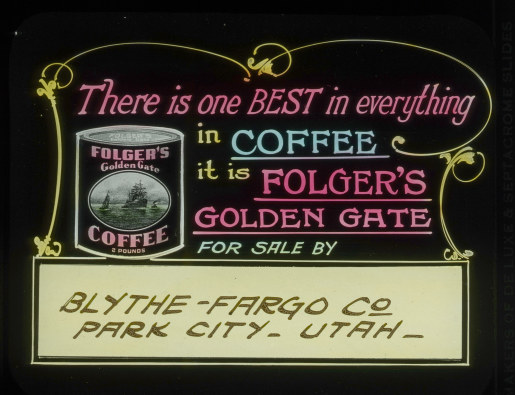 There is one BEST in everything
in COFFEE
it is FOLGER'S
GOLDEN GATE
FOR SALE BY
FOLGER'S
Golden Gate
COFFEE
2 POUNDS
BLYTHE-FARGO Co
PARK CITY- UTAH-